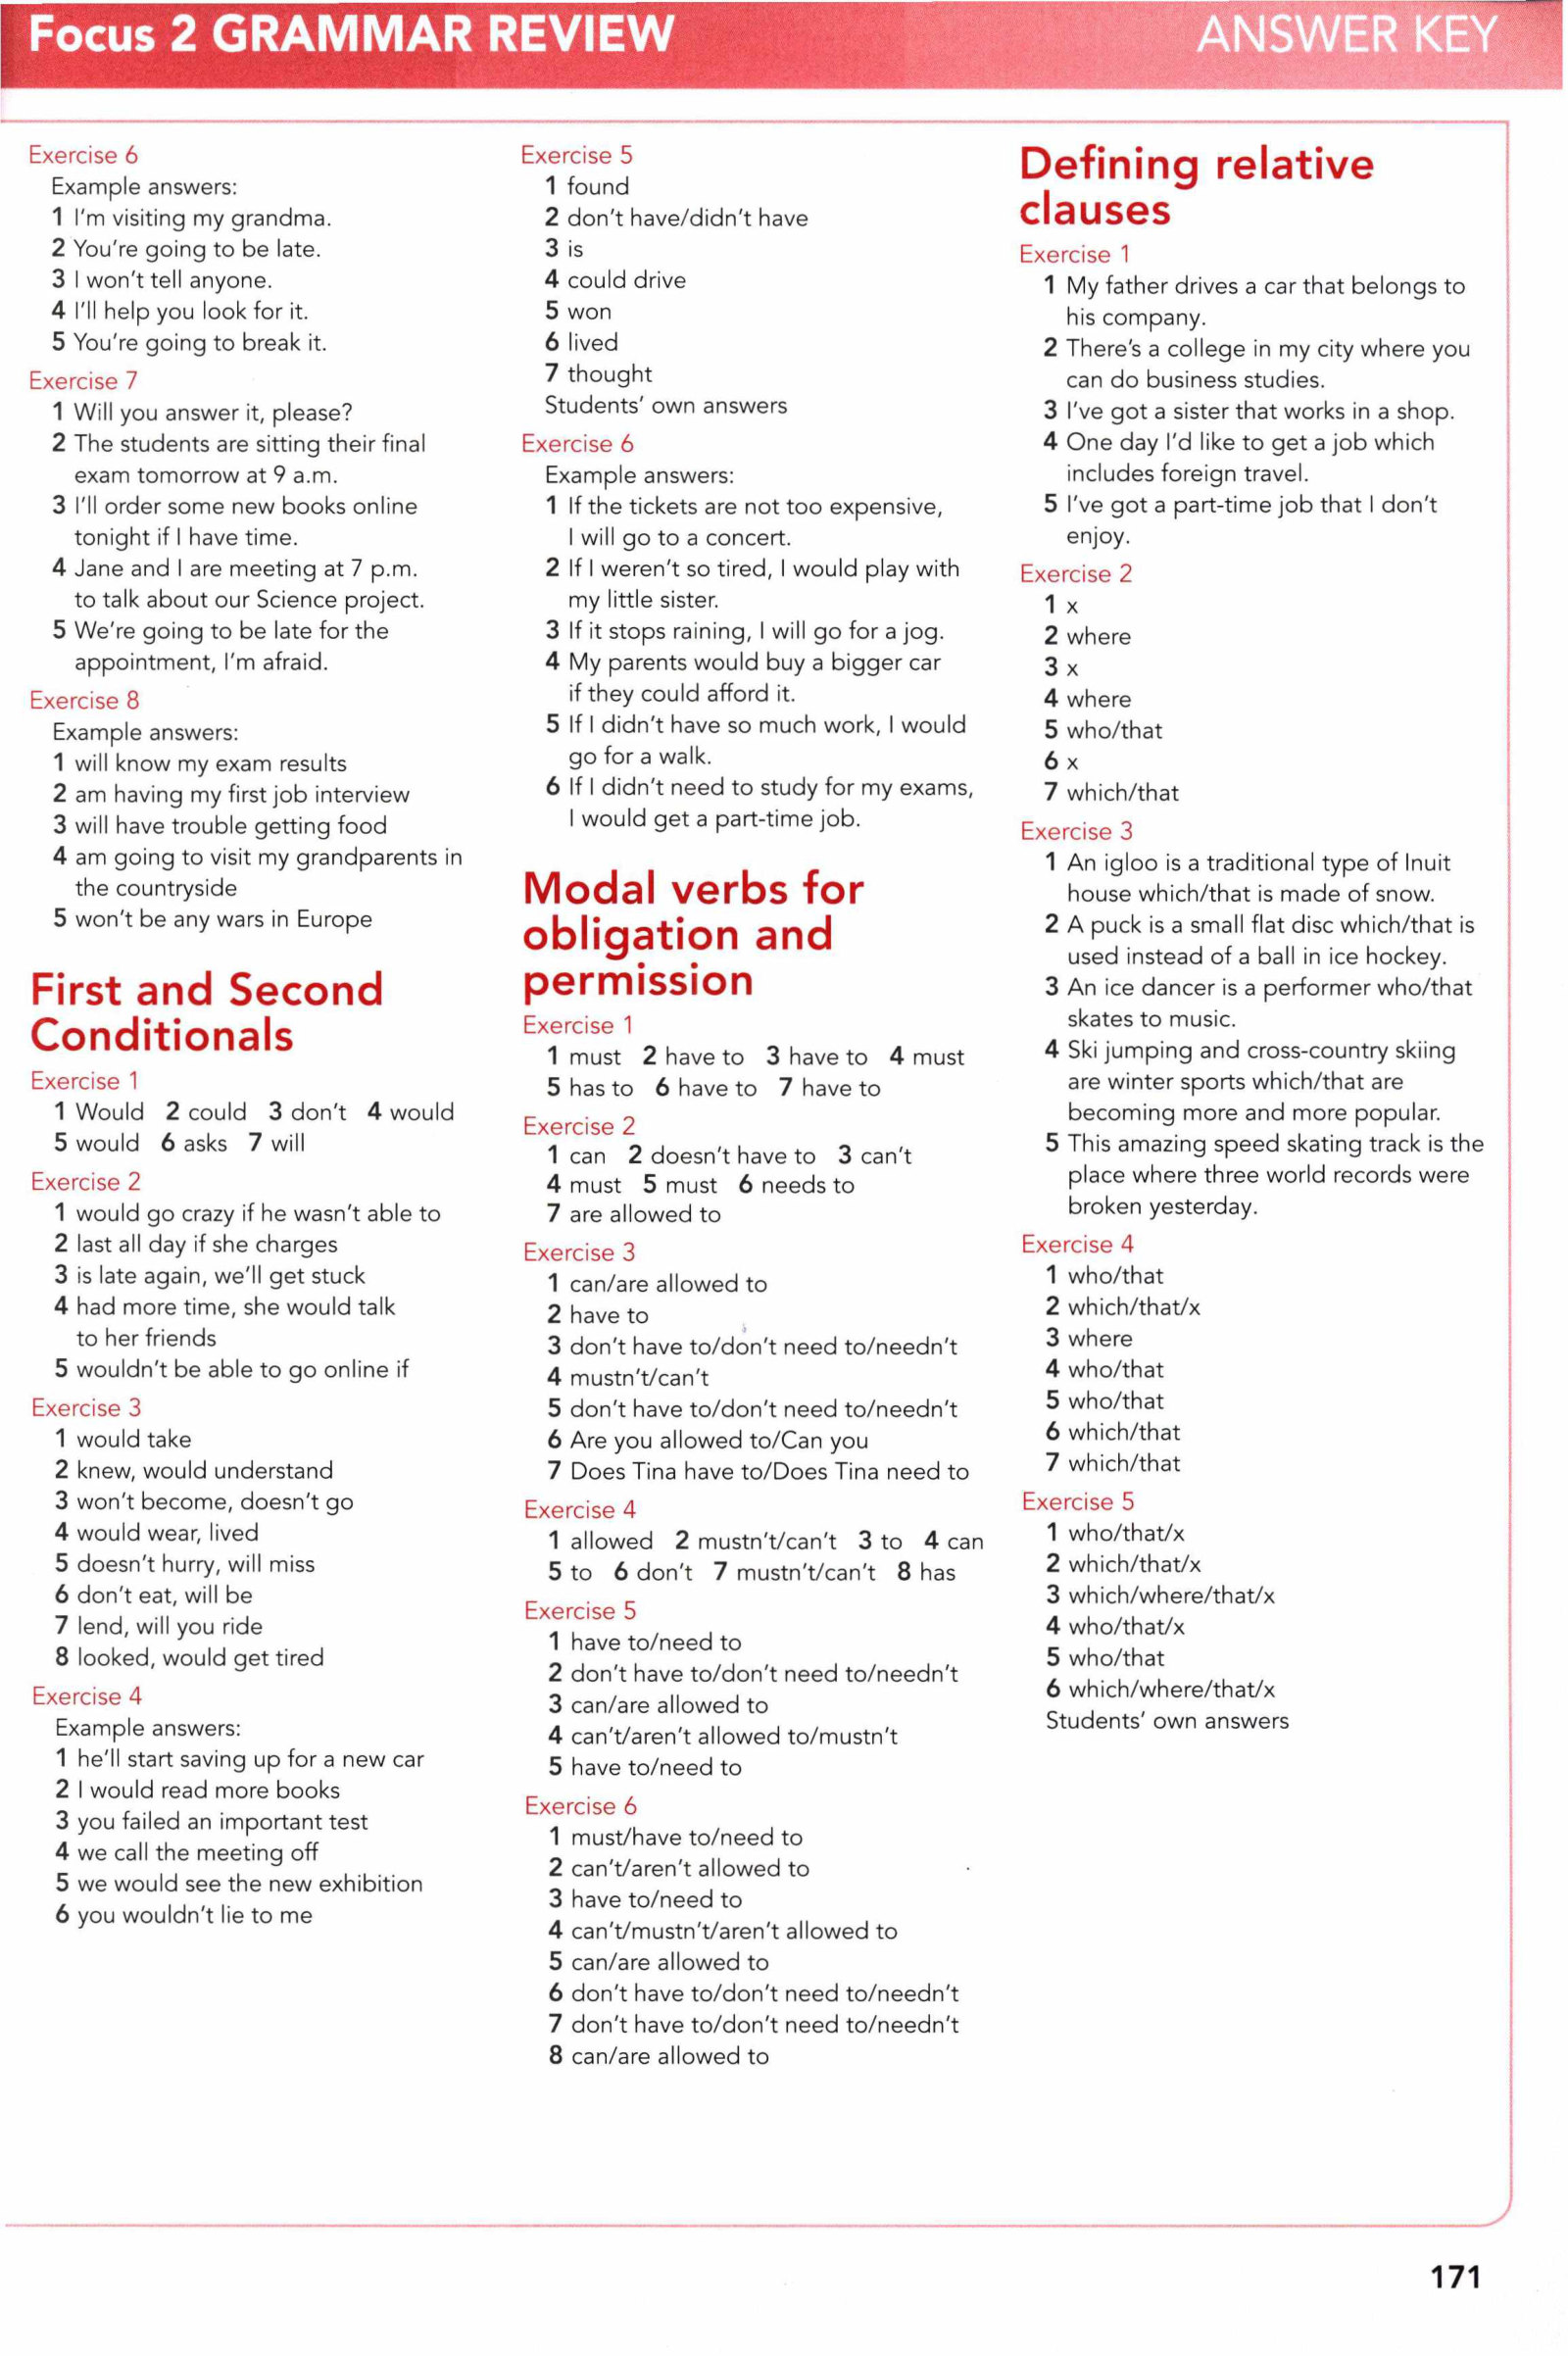 Focus 2 GRAMMAR REVIEW
ANSWER KEY
Exercise 6
Example answers:
1 I'm visiting my grandma.
2 You're going to be late.
3 I won't tell anyone.
4 I'll help you look for it.
5 You're going to break it.
Exercise 7
1 Will you answer it, please?
2 The students are sitting their final
exam tomorrow at 9 a.m.
3 I'll order some new books online
tonight if I have time.
4 Jane and I are meeting at 7 p.m.
to talk about our Science project.
5 We're going to be late for the
appointment, I'm afraid.
Exercise 8
Example answers:
1 will know my exam results
2 am having my first job interview
3 will have trouble getting food
4 am going to visit my grandparents in
the countryside
5 won't be any wars in Europe
First and Second
Conditionals
Exercise 1
1 Would 2 could 3 don't 4 would
5 would 6 asks 7 will
Exercise 2
1 would go crazy if he wasn't able to
2 last all day if she charges
3 is late again, we'll get stuck
4 had more time, she would talk
to her friends
5 wouldn't be able to go online if
Exercise 3
1 would take
2 knew, would understand
3 won't become, doesn't go
4 would wear, lived
5 doesn't hurry, will miss
6 don't eat, will be
7 lend, will you ride
8 looked, would get tired
Exercise 4
Example answers:
1 he'll start saving up for a new car
2 I would read more books
3 you failed an important test
4 we call the meeting off
5 we would see the new exhibition
6 you wouldn't lie to me
Exercise 5
1 found
2 don't have/didn't have
3 is
4 could drive
5 won
6 lived
7 thought
Students' own answers
Exercise 6
Example answers:
1 If the tickets are not too expensive,
I will go to a concert.
2 If I weren't so tired, I would play with
my little sister.
3 If it stops raining, I will go for a jog.
4 My parents would buy a bigger car
if they could afford it.
5 If I didn't have so much work, I would
go for a walk.
6 If I didn't need to study for my exams,
I would get a part-time job.
Modal verbs for
obligation and
permission
Exercise 1
1 must 2 have to 3 have to 4 must
5 has to 6 have to 7 have to
Exercise 2
1 can 2 doesn't have to 3 can't
4 must 5 must 6 needs to
7 are allowed to
Exercise 3
1 can/are allowed to
2 have to
3 don't have to/don't need to/needn't
4 mustn't/can't
5 don't have to/don't need to/needn't
6 Are you allowed to/Can you
7 Does Tina have to/Does Tina need to
Exercise 4
1 allowed 2 mustn't/can't 3 to 4 can
5 to 6 don't 7 mustn't/can't 8 has
Exercise 5
1 have to/need to
2 don't have to/don't need to/needn't
3 can/are allowed to
4 can't/aren't allowed to/mustn't
5 have to/need to
Exercise 6
1 must/have to/need to
2 can't/aren't allowed to
3 have to/need to
4 can't/mustn't/aren't allowed to
5 can/are allowed to
6 don't have to/don't need to/needn't
7 don't have to/don't need to/needn't
8 can/are allowed to
Defining relative
clauses
Exercise 1
1 My father drives a car that belongs to
his company.
2 There's a college in my city where you
can do business studies.
3 I've got a sister that works in a shop.
4 One day I'd like to get a job which
includes foreign travel.
5 I've got a part-time job that I don't
enjoy.
Exercise 2
1 x
2 where
3 x
4 where
5 who/that
6 x
7 which/that
Exercise 3
1 An igloo is a traditional type of Inuit
house which/that is made of snow.
2 A puck is a small flat disc which/that is
used instead of a ball in ice hockey.
3 An ice dancer is a performer who/that
skates to music.
4 Ski jumping and cross-country skiing
are winter sports which/that are
becoming more and more popular.
5 This amazing speed skating track is the
place where three world records were
broken yesterday.
Exercise 4
1 who/that
2 which/that/x
3 where
4 who/that
5 who/that
6 which/that
7 which/that
Exercise 5
1 who/that/x
2 which/that/x
3 which/where/that/x
4 who/that/x
5 who/that
6 which/where/that/x
Students' own answers
171